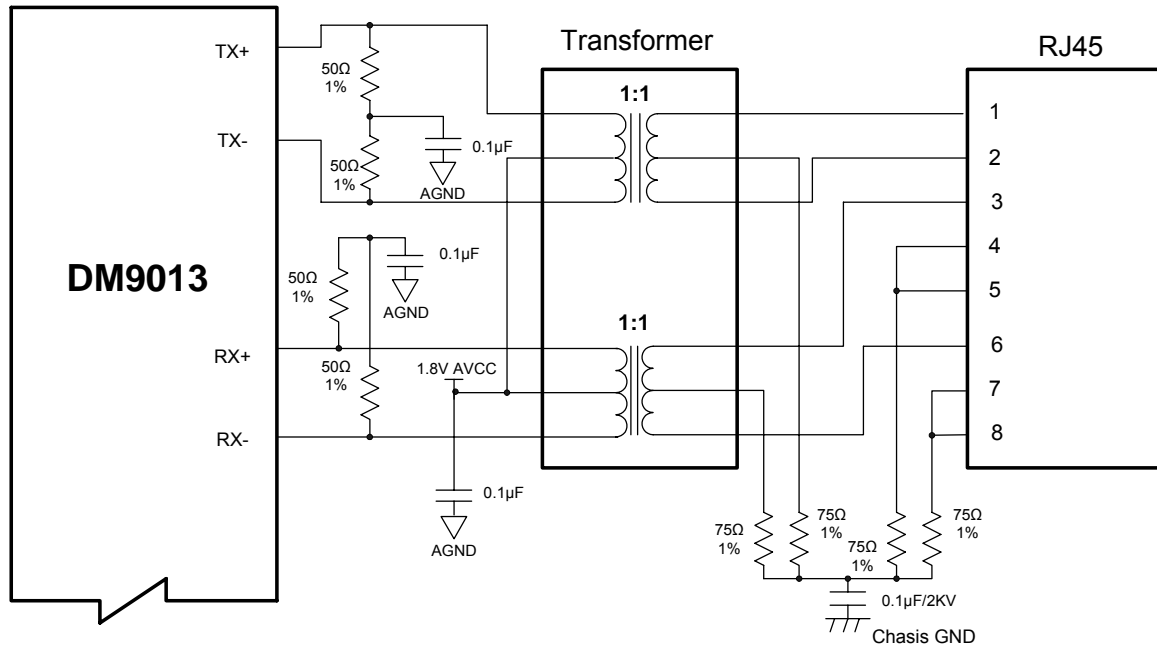 Transformer
RJ45
TX+
50Ω
1%
1:1
1
TX-
0.1µF
2
50Ω
1%
AGND
3
4
0.1µF
DM9013
50Ω
1%
5
AGND
1:1
RX+
6
50Ω
1%
1.8V AVCC
7
RX-
8
0.1µF
AGND
75Ω
1%
75Ω
1%
75Ω
1%
75Ω
1%
0.1µF/2KV
Chasis GND